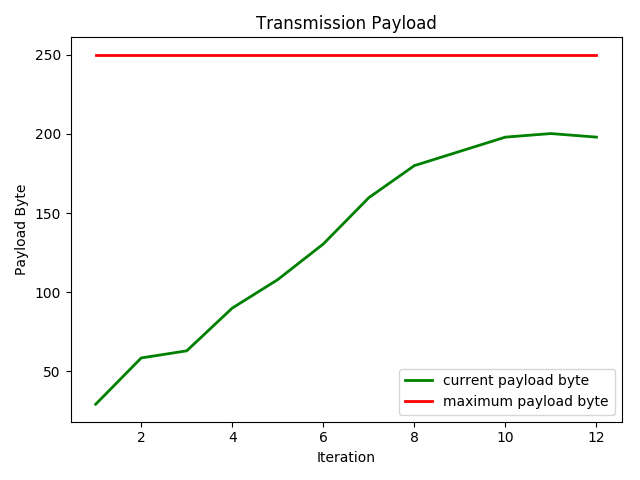 Transmission Payload
Payload Byte
250
200
150
100
50
current payload byte
maximum payload byte
2 4 6 8 10 12
Iteration